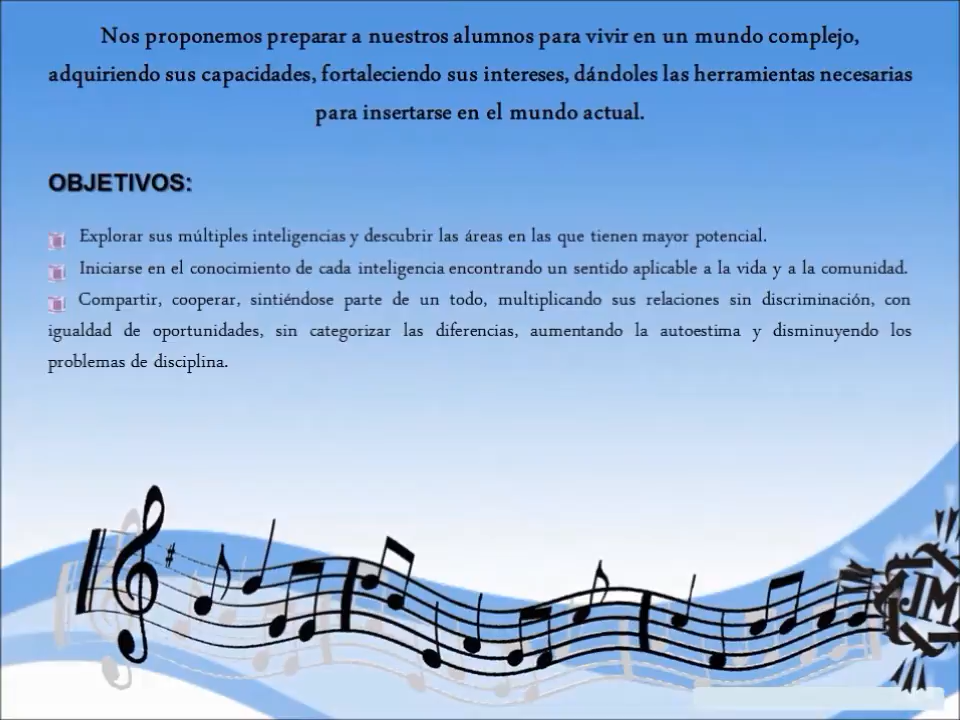 Nos proponemos preparar a nuestros alumnos para vivir en un mundo complejo,
adquiriendo sus capacidades, fortaleciendo sus intereses, dándoles las herramientas necesarias
para insertarse en el mundo actual.
OBJETIVOS:
Explorar sus múltiples inteligencias y descubrir las áreas en las que tienen mayor potencial.
Iniciarse en el conocimiento de cada inteligencia encontrando un sentido aplicable a la vida y a la comunidad.
Compartir, cooperar, sintiéndose parte de un todo, multiplicando sus relaciones sin discriminación, con
igualdad de oportunidades, sin categorizar las diferencias, aumentando la autoestima y disminuyendo los
problemas de disciplina.
JM